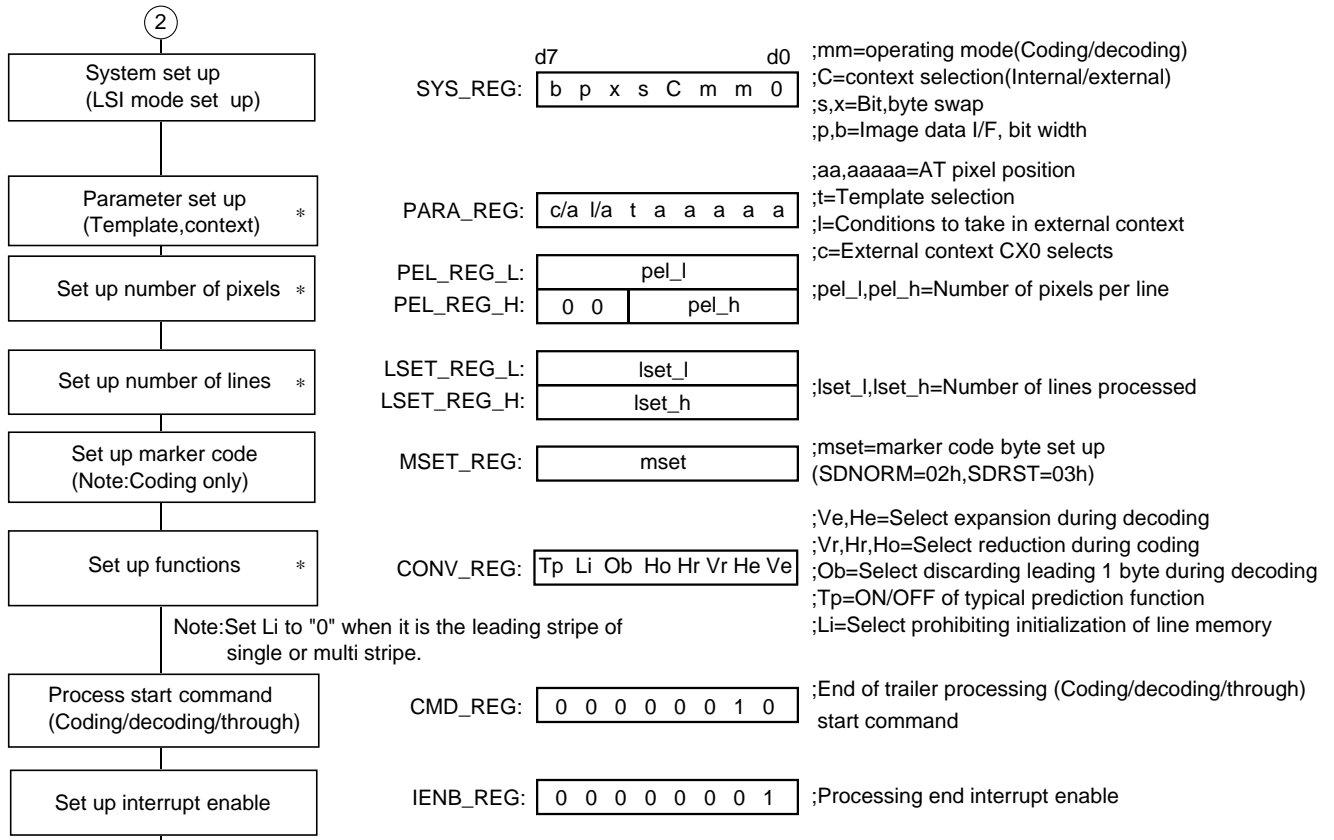 2
System set up
(LSI mode set up)
d7 d0
SYS_REG: b p x s C m m 0
;mm=operating mode(Coding/decoding)
;C=context selection(Internal/external)
;s,x=Bit,byte swap
;p,b=Image data I/F, bit width
Parameter set up
(Template,context) *
PARA_REG: c/a l/a t a a a a a
;aa,aaaaa=AT pixel position
;t=Template selection
;l=Conditions to take in external context
;c=External context CX0 selects
Set up number of pixels *
PEL_REG_L: pel_l
PEL_REG_H: 0 0 pel_h
;pel_l,pel_h=Number of pixels per line
Set up number of lines *
LSET_REG_L: lset_l
LSET_REG_H: lset_h
;lset_l,lset_h=Number of lines processed
Set up marker code
(Note:Coding only)
MSET_REG: mset
;mset=marker code byte set up
(SDNORM=02h,SDRST=03h)
Set up functions *
CONV_REG: Tp Li Ob Ho Hr Vr He Ve
;Ve,He=Select expansion during decoding
;Vr,Hr,Ho=Select reduction during coding
;Ob=Select discarding leading 1 byte during decoding
;Tp=ON/OFF of typical prediction function
;Li=Select prohibiting initialization of line memory
Note:Set Li to "0" when it is the leading stripe of
single or multi stripe.
Process start command
(Coding/decoding/through)
CMD_REG: 0 0 0 0 0 0 1 0
;End of trailer processing (Coding/decoding/through)
start command
Set up interrupt enable
IENB_REG: 0 0 0 0 0 0 0 1
;Processing end interrupt enable